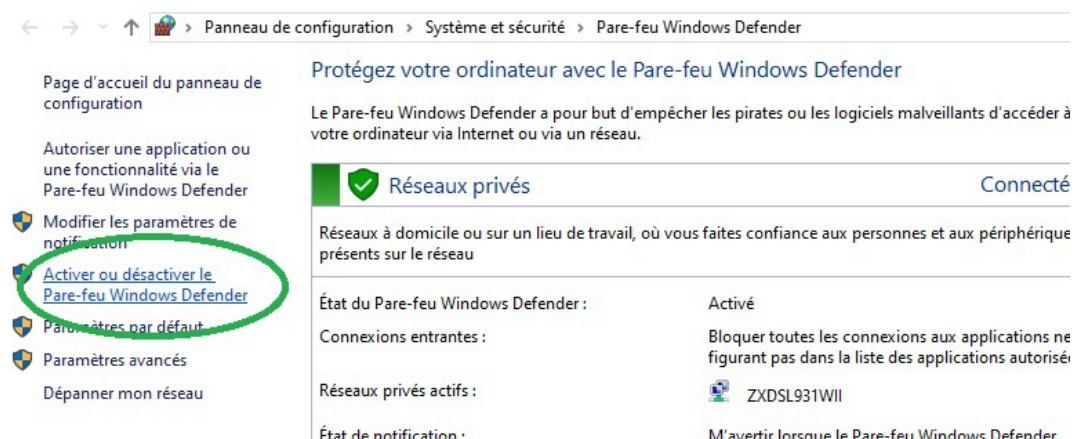 Panneau de configuration › Système et sécurité › Pare-feu Windows Defender
Page d'accueil du panneau de
configuration
Autoriser une application ou
une fonctionnalité via le
Pare-feu Windows Defender
Modifier les paramètres de
notification
Activer ou désactiver le
Pare-feu Windows Defender
Paramètres par défaut
Paramètres avancés
Dépanner mon réseau
Protégez votre ordinateur avec le Pare-feu Windows Defender
Le Pare-feu Windows Defender a pour but d'empêcher les pirates ou les logiciels malveillants d'accéder à
votre ordinateur via Internet ou via un réseau.
Réseaux privés Connecté
Réseaux à domicile ou sur un lieu de travail, où vous faites confiance aux personnes et aux périphérique
présents sur le réseau
État du Pare-feu Windows Defender : Activé
Connexions entrantes : Bloquer toutes les connexions aux applications ne
figurant pas dans la liste des applications autorisé
Réseaux privés actifs : ZXDSL931WII
État de notification : M'avertir lorsque le Pare-feu Windows Defender